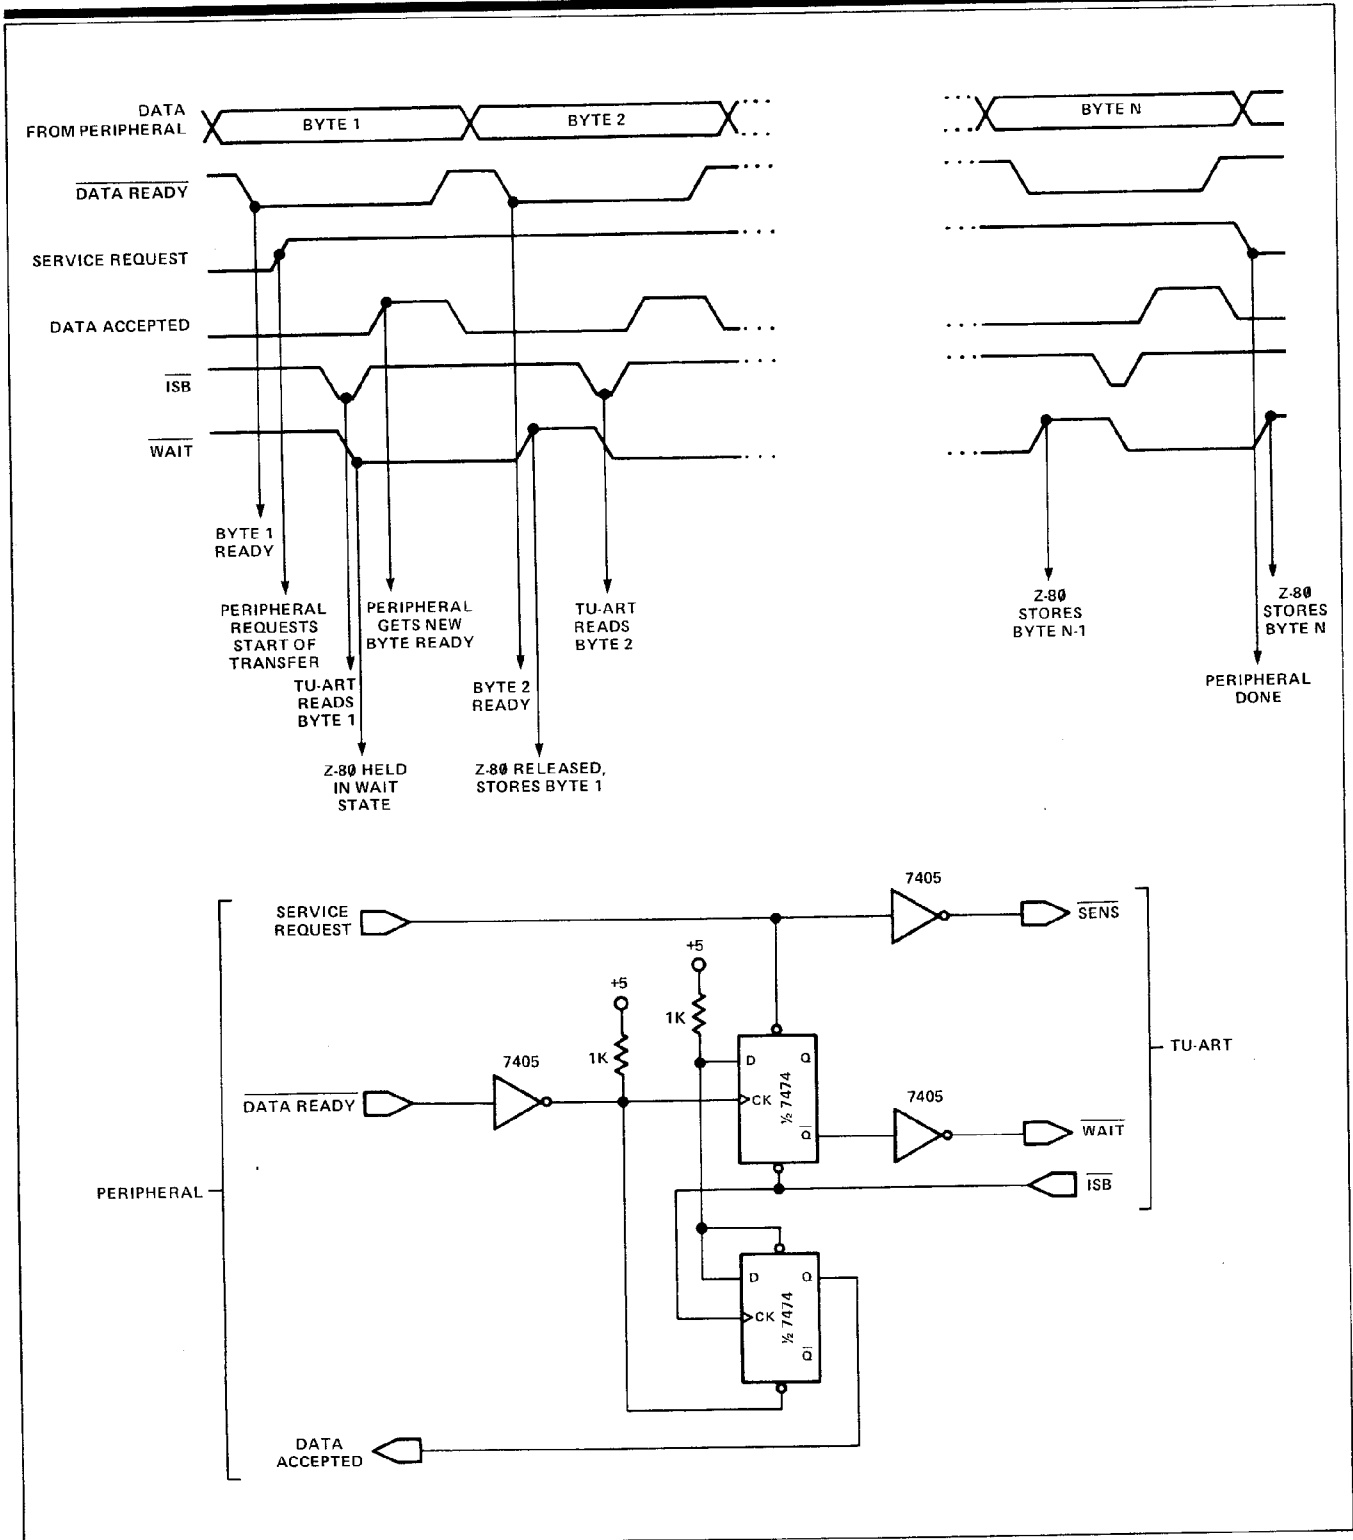 DATA
FROM PERIPHERAL
BYTE 1
BYTE 2
BYTE N
DATA READY
SERVICE REQUEST
DATA ACCEPTED
ISB
WAIT
BYTE 1
READY
PERIPHERAL
REQUESTS
START OF
TRANSFER
TU-ART
READS
BYTE 1
Z-80 HELD
IN WAIT
STATE
PERIPHERAL
GETS NEW
BYTE READY
BYTE 2
READY
Z-80 RELEASED,
STORES BYTE 1
TU-ART
READS
BYTE 2
Z-80
STORES
BYTE N-1
PERIPHERAL
DONE
Z-80
STORES
BYTE N
SERVICE
REQUEST
7405
SENS
+5
1K
+5
1K
7405
DATA READY
D
Q
CK
½ 7474
Q
7405
WAIT
ISB
TU-ART
PERIPHERAL
D
Q
CK
½ 7474
Q
DATA
ACCEPTED